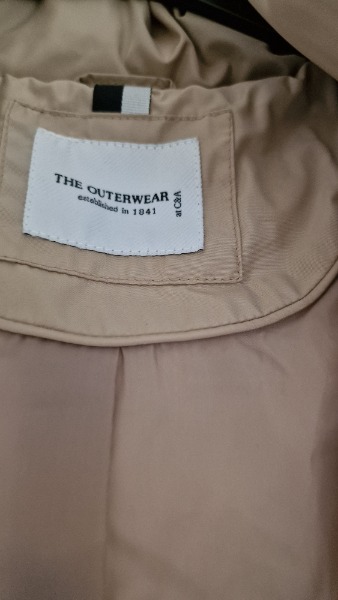 THE OUTERWEAR
established in 1841
at C&A